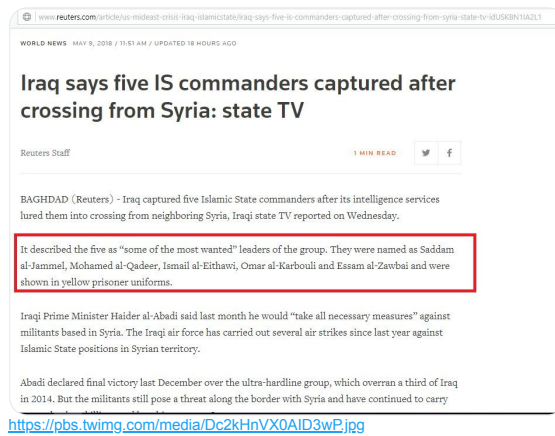 www.reuters.com/article/us-mideast-crisis-iraq-islamicstate/iraq-says-five-is-commanders-captured-after-crossing-from-syria-state-tv-idUSKBN1IA2L1
WORLD NEWS MAY 9, 2018 / 11:51 AM / UPDATED 18 HOURS AGO
Iraq says five IS commanders captured after
crossing from Syria: state TV
Reuters Staff
1 MIN READ
BAGHDAD (Reuters) - Iraq captured five Islamic State commanders after its intelligence services
lured them into crossing from neighboring Syria, Iraqi state TV reported on Wednesday.
It described the five as “some of the most wanted” leaders of the group. They were named as Saddam
al-Jammel, Mohamed al-Qadeer, Ismail al-Eithawi, Omar al-Karbouli and Essam al-Zawbai and were
shown in yellow prisoner uniforms.
Iraqi Prime Minister Haider al-Abadi said last month he would “take all necessary measures” against
militants based in Syria. The Iraqi air force has carried out several air strikes since last year against
Islamic State positions in Syrian territory.
Abadi declared final victory last December over the ultra-hardline group, which overran a third of Iraq
in 2014. But the militants still pose a threat along the border with Syria and have continued to carry
https://pbs.twimg.com/media/Dc2kHnVX0AID3wP.jpg